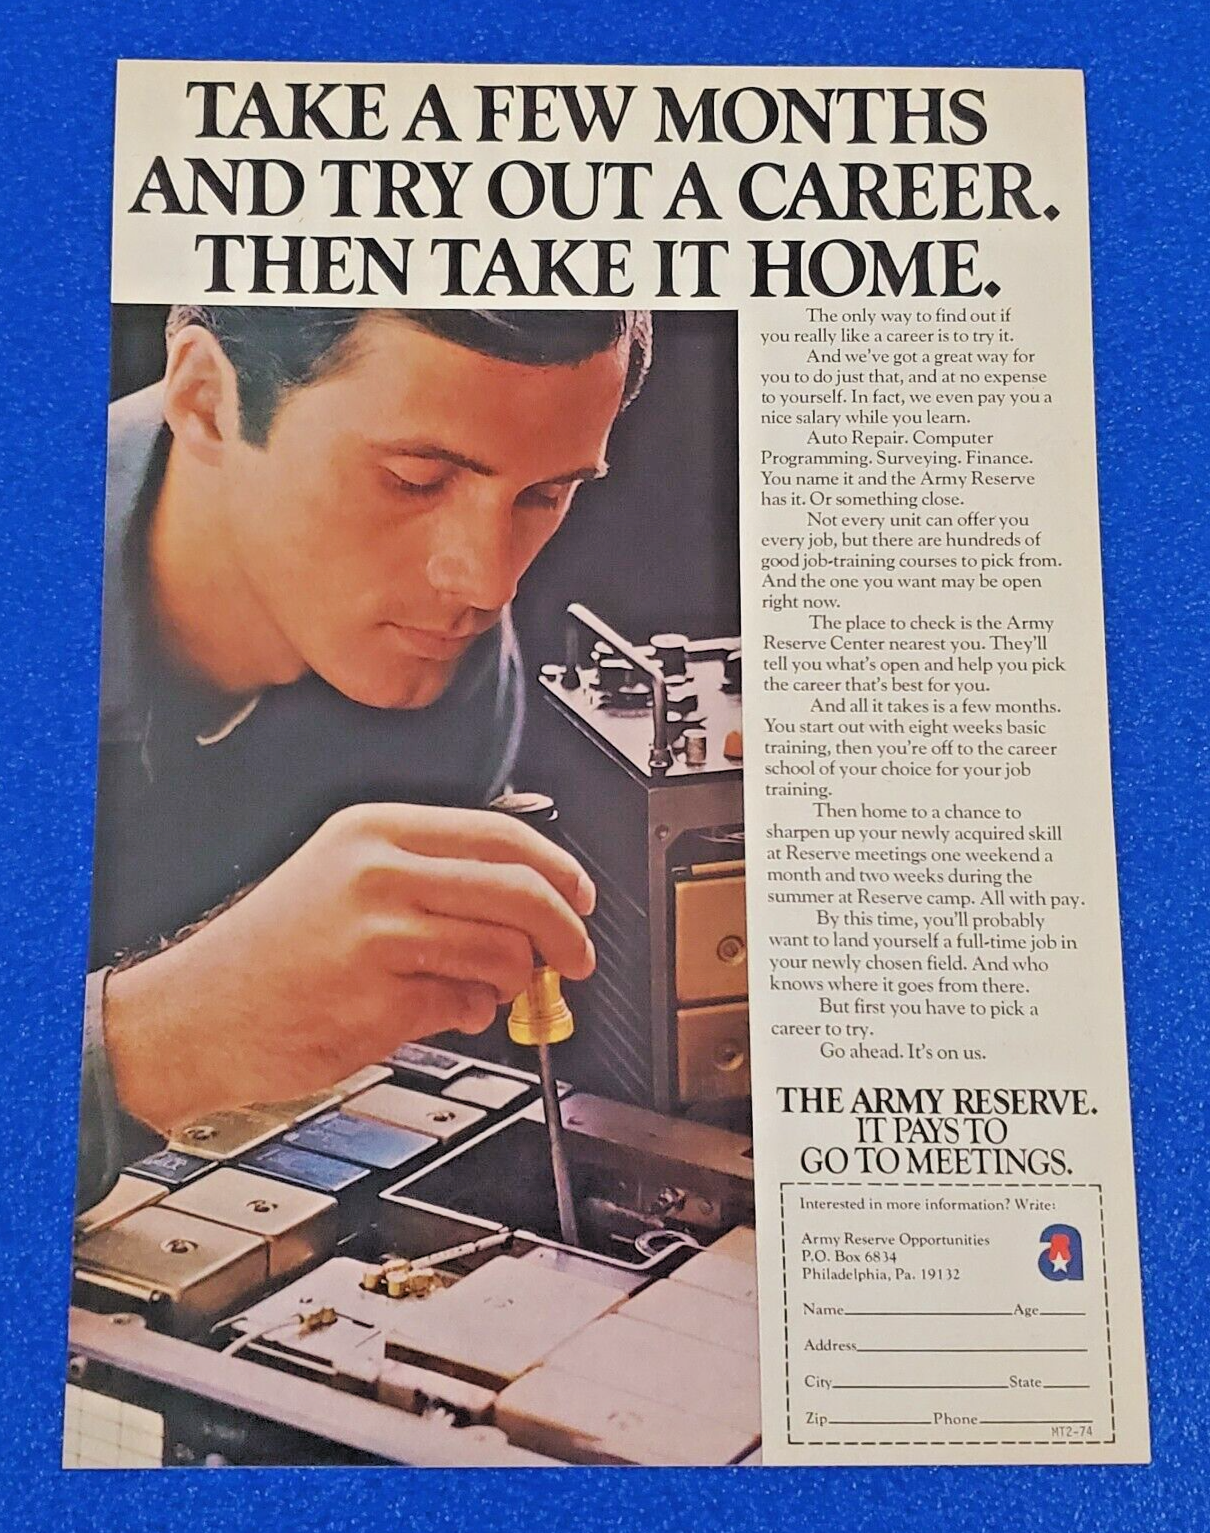 TAKE A FEW MONTHS
AND TRY OUT A CAREER.
THEN TAKE IT HOME.
The only way to find out if
you really like a career is to try it.
And we've got a great way for
you to do just that, and at no expense
to yourself. In fact, we even pay you a
nice salary while you learn.
Auto Repair. Computer
Programming. Surveying. Finance.
You name it and the Army Reserve
has it. Or something close.
Not every unit can offer you
every job, but there are hundreds of
good job-training courses to pick from.
And the one you want may be open
right now.
The place to check is the Army
Reserve Center nearest you. They'll
tell you what's open and help you pick
the career that's best for you.
And all it takes is a few months.
You start out with eight weeks basic
training, then you're off to the career
school of your choice for your job
training.
Then home to a chance to
sharpen up your newly acquired skill
at Reserve meetings one weekend a
month and two weeks during the
summer at Reserve camp. All with pay.
By this time, you'll probably
want to land yourself a full-time job in
your newly chosen field. And who
knows where it goes from there.
But first you have to pick a
career to try.
Go ahead. It's on us.
THE ARMY RESERVE.
IT PAYS TO
GO TO MEETINGS.
Interested in more information? Write:
Army Reserve Opportunities
P.O. Box 6834
Philadelphia, Pa. 19132
a
Name Age
Address
City State
Zip Phone
MT2-74